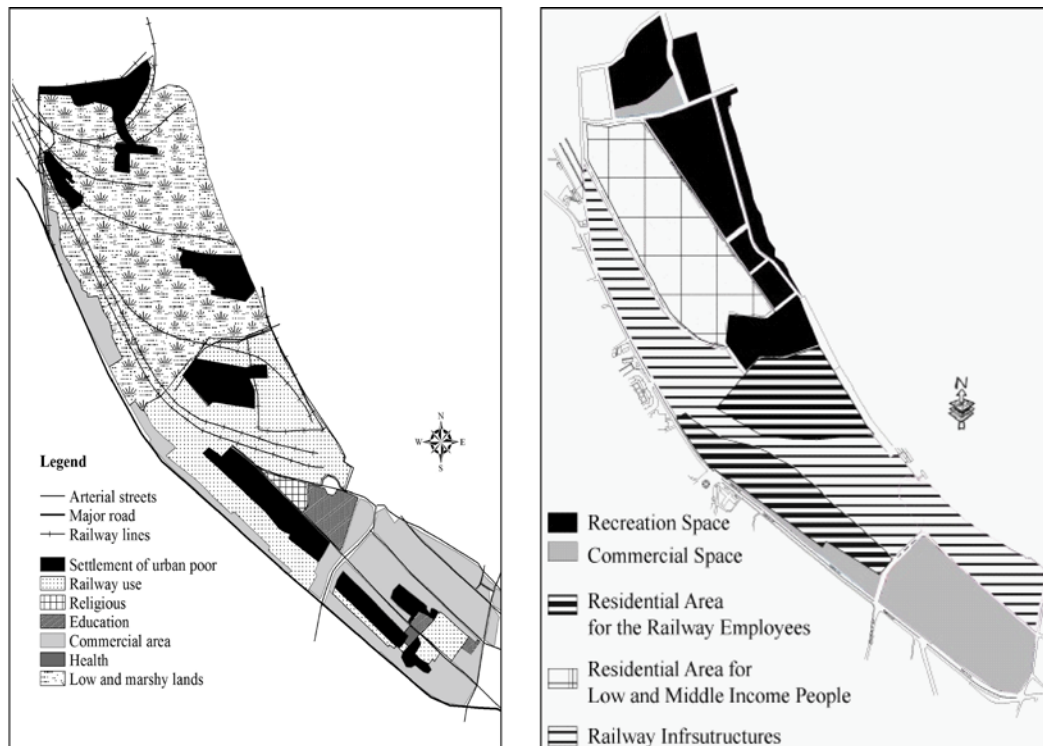 N
W E
S
Legend
Arterial streets
Major road
Railway lines
Settlement of urban poor
Railway use
Religious
Education
Commercial area
Health
Low and marshy lands
N
Recreation Space
Commercial Space
Residential Area
for the Railway Employees
Residential Area for
Low and Middle Income People
Railway Infrsutructures